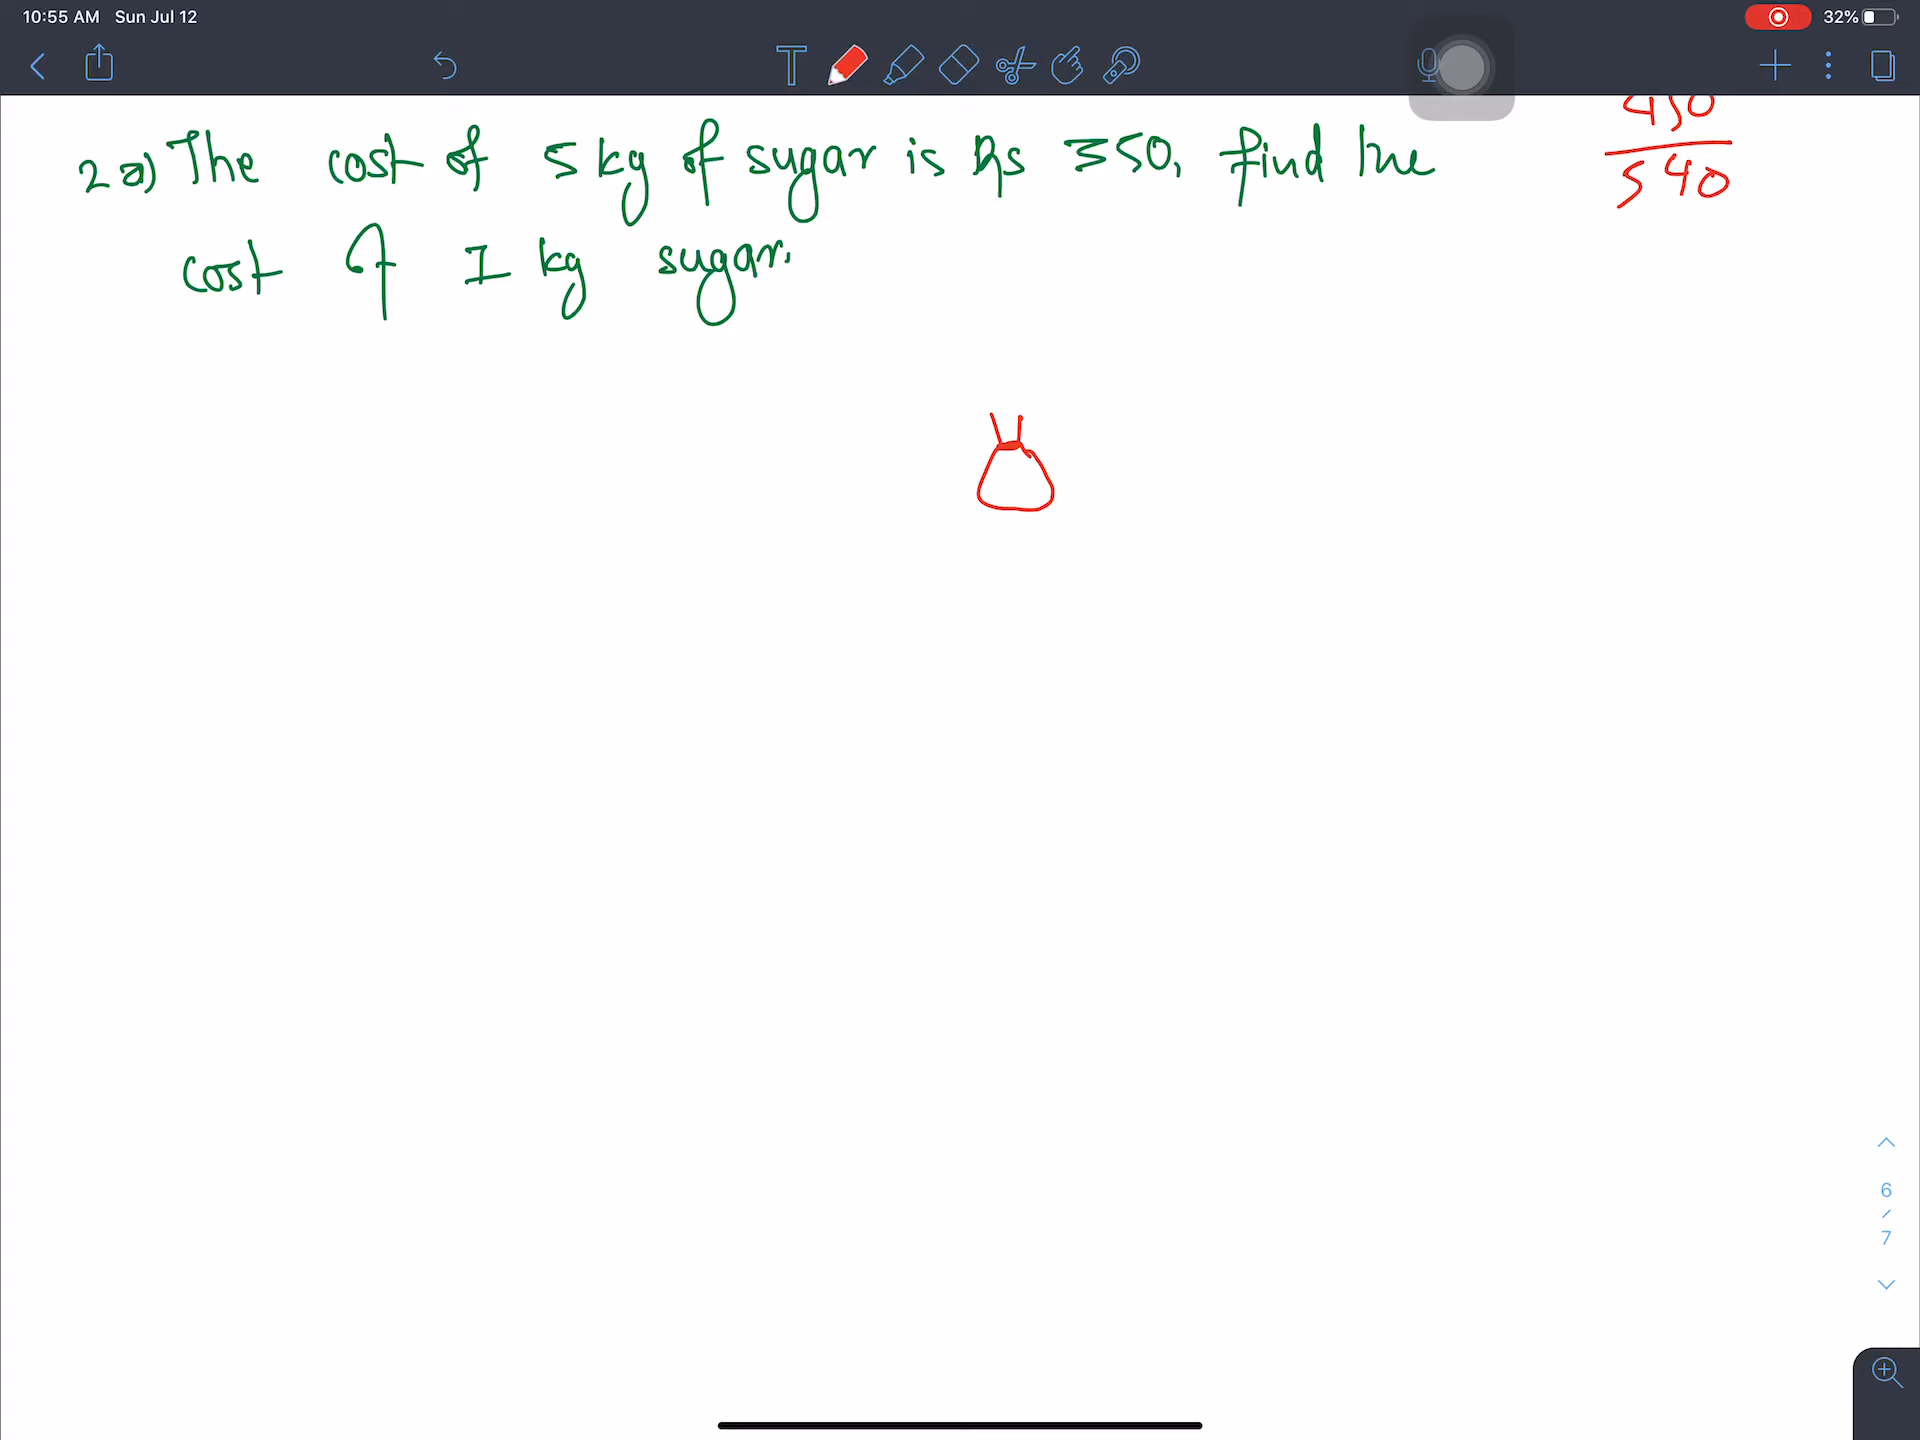 10:55 AM Sun Jul 12
32%
2 a) The cost of 5 kg of sugar is Rs 350, find the
cost of 1 kg sugar.
540
6
7